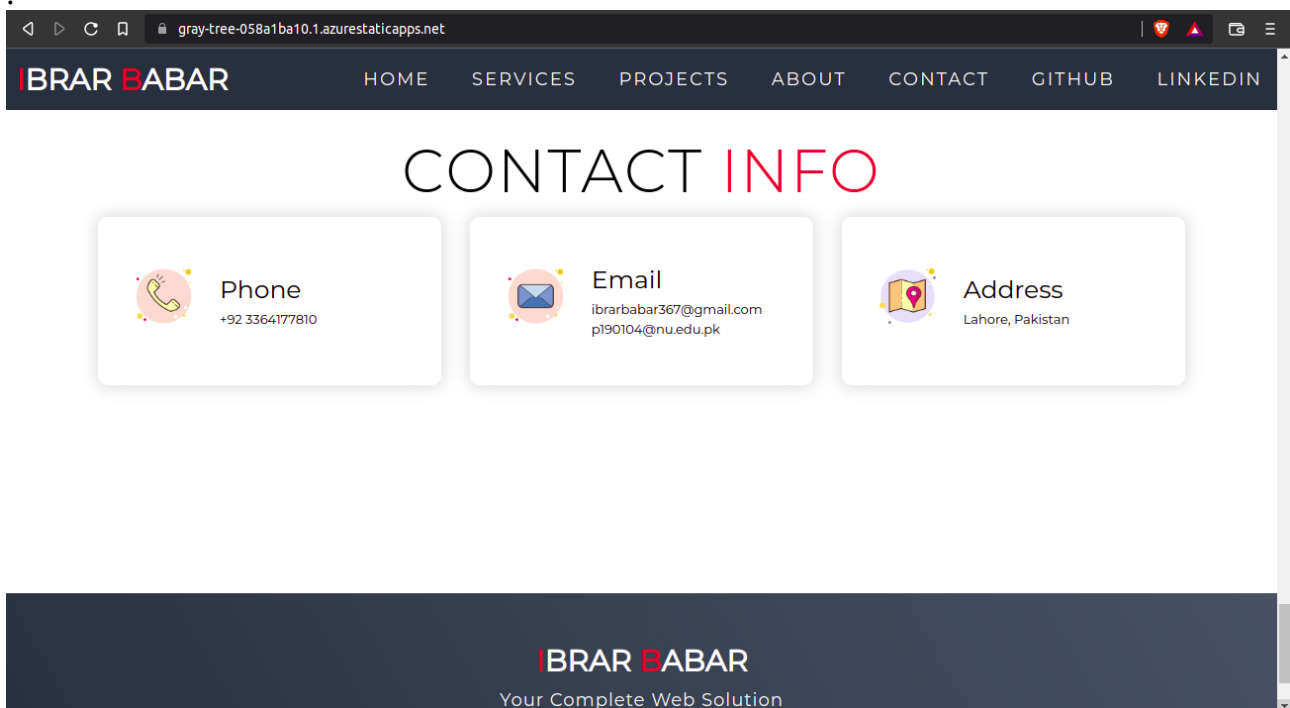 gray-tree-058a1ba10.1.azurestaticapps.net
IBRAR BABAR HOME SERVICES PROJECTS ABOUT CONTACT GITHUB LINKEDIN
CONTACT INFO
Phone
+92 3364177810
Email
ibrarbabar367@gmail.com
p190104@nu.edu.pk
Address
Lahore, Pakistan
IBRAR BABAR
Your Complete Web Solution